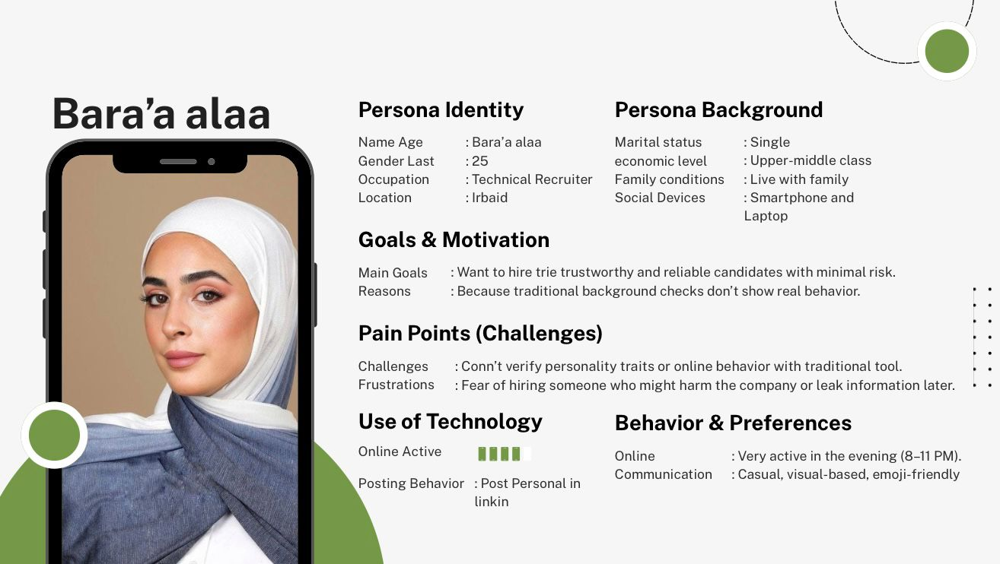 Bara’a alaa
Persona Identity
Name Age : Bara’a alaa
Gender Last : 25
Occupation : Technical Recruiter
Location : Irbaid
Persona Background
Marital status : Single
economic level : Upper-middle class
Family conditions : Live with family
Social Devices : Smartphone and
Laptop
Goals & Motivation
Main Goals : Want to hire trie trustworthy and reliable candidates with minimal risk.
Reasons : Because traditional background checks don’t show real behavior.
Pain Points (Challenges)
Challenges : Conn’t verify personality traits or online behavior with traditional tool.
Frustrations : Fear of hiring someone who might harm the company or leak information later.
Use of Technology
Online Active
Posting Behavior : Post Personal in
linkin
Behavior & Preferences
Online : Very active in the evening (8–11 PM).
Communication : Casual, visual-based, emoji-friendly